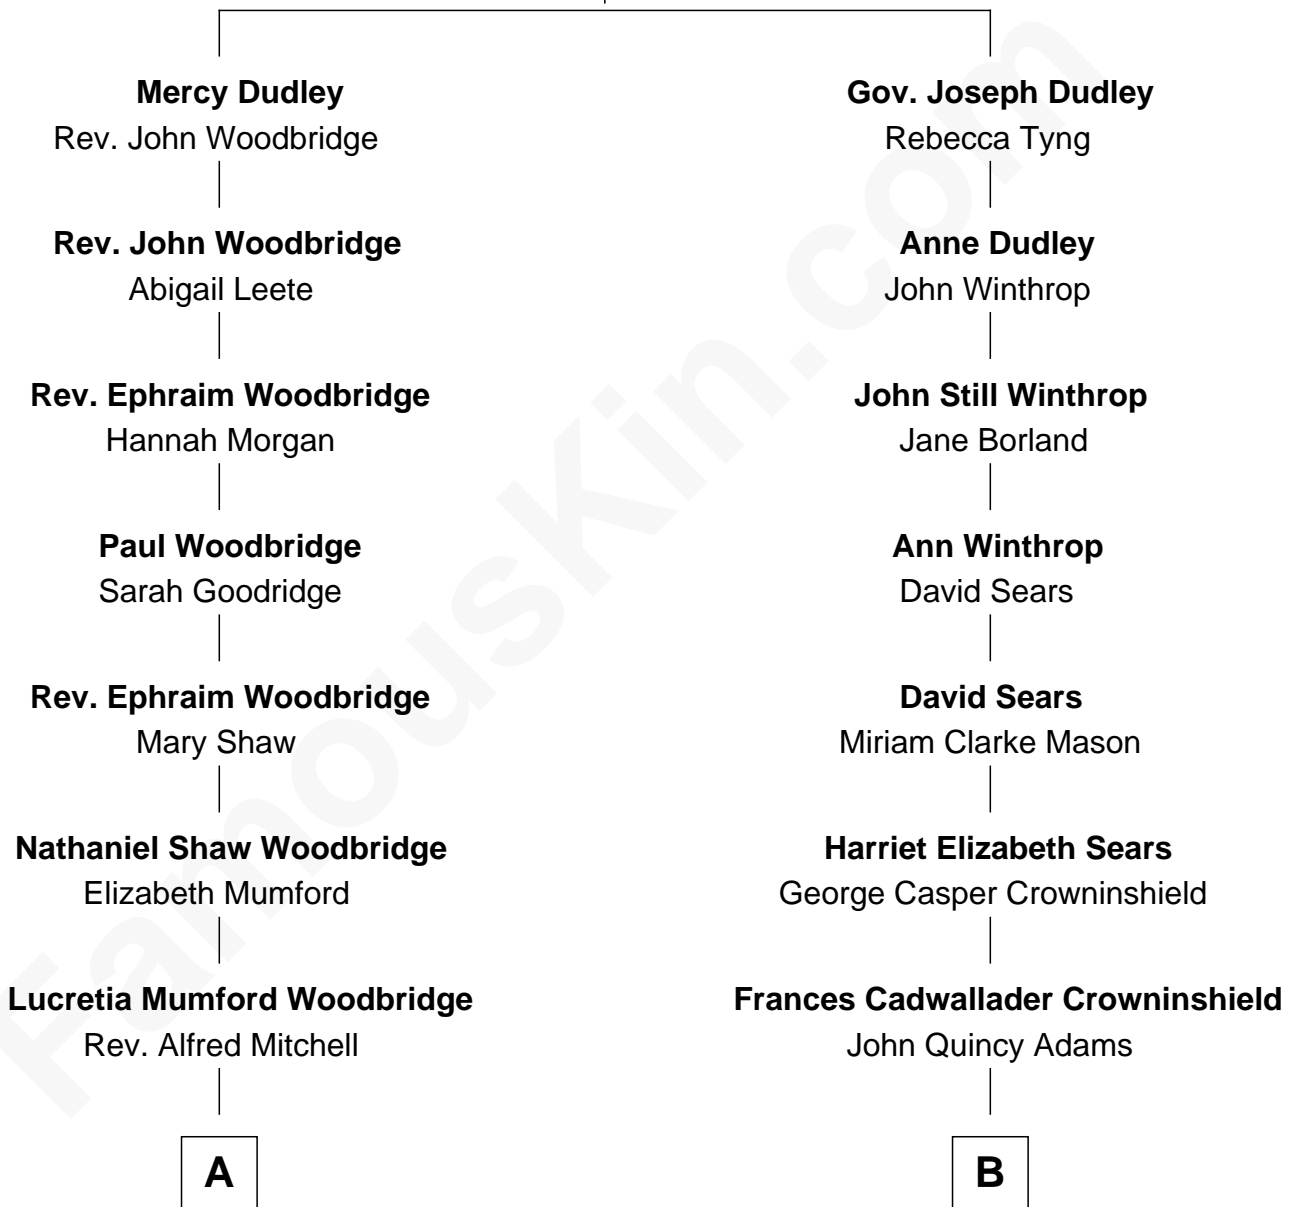 Mercy Dudley
Rev. John Woodbridge
Rev. John Woodbridge
Abigail Leete
Rev. Ephraim Woodbridge
Hannah Morgan
Paul Woodbridge
Sarah Goodridge
Rev. Ephraim Woodbridge
Mary Shaw
Nathaniel Shaw Woodbridge
Elizabeth Mumford
Lucretia Mumford Woodbridge
Rev. Alfred Mitchell
A
Gov. Joseph Dudley
Rebecca Tyng
Anne Dudley
John Winthrop
John Still Winthrop
Jane Borland
Ann Winthrop
David Sears
David Sears
Miriam Clarke Mason
Harriet Elizabeth Sears
George Casper Crowninshield
Frances Cadwallader Crowninshield
John Quincy Adams
B
FamousKin.com